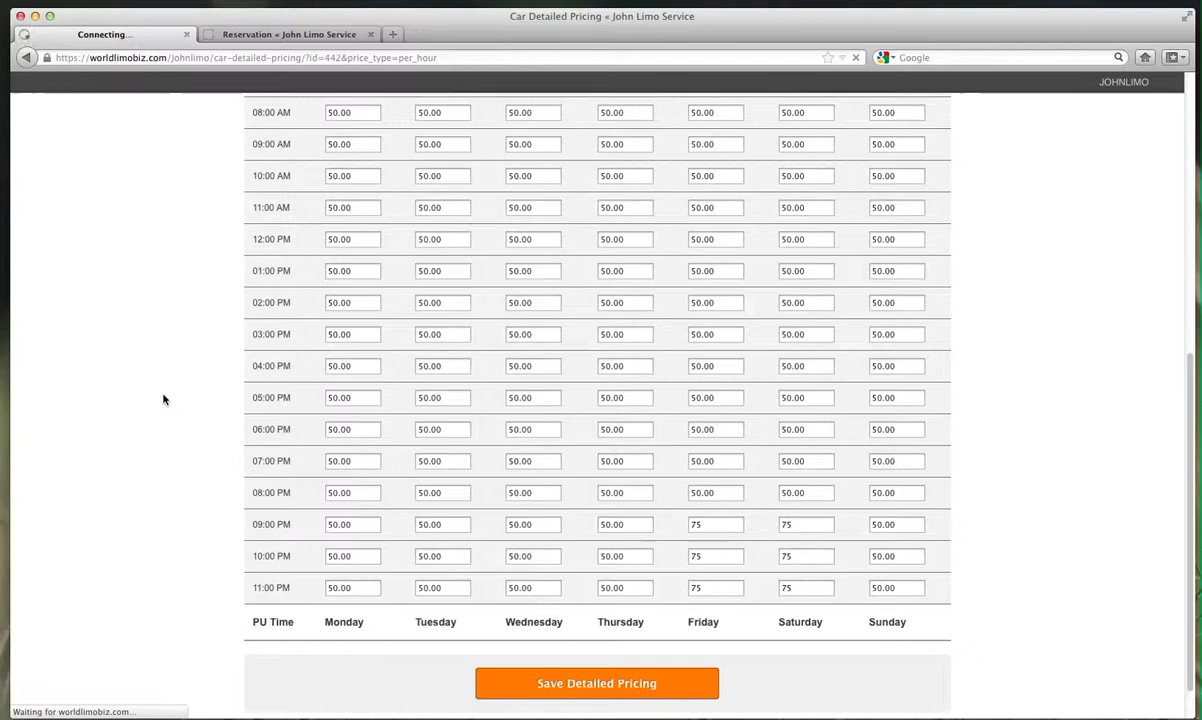 Car Detailed Pricing « John Limo Service
Connecting...
Reservation « John Limo Service
https://worldlimobiz.com/Johnlimo/car-detailed-pricing/?id=442&price_type=per_hour
Google
JOHNLIMO
08:00 AM 50.00 50.00 50.00 50.00 50.00 50.00 50.00
09:00 AM 50.00 50.00 50.00 50.00 50.00 50.00 50.00
10:00 AM 50.00 50.00 50.00 50.00 50.00 50.00 50.00
11:00 AM 50.00 50.00 50.00 50.00 50.00 50.00 50.00
12:00 PM 50.00 50.00 50.00 50.00 50.00 50.00 50.00
01:00 PM 50.00 50.00 50.00 50.00 50.00 50.00 50.00
02:00 PM 50.00 50.00 50.00 50.00 50.00 50.00 50.00
03:00 PM 50.00 50.00 50.00 50.00 50.00 50.00 50.00
04:00 PM 50.00 50.00 50.00 50.00 50.00 50.00 50.00
05:00 PM 50.00 50.00 50.00 50.00 50.00 50.00 50.00
06:00 PM 50.00 50.00 50.00 50.00 50.00 50.00 50.00
07:00 PM 50.00 50.00 50.00 50.00 50.00 50.00 50.00
08:00 PM 50.00 50.00 50.00 50.00 50.00 50.00 50.00
09:00 PM 50.00 50.00 50.00 50.00 75 75 50.00
10:00 PM 50.00 50.00 50.00 50.00 75 75 50.00
11:00 PM 50.00 50.00 50.00 50.00 75 75 50.00
PU Time Monday Tuesday Wednesday Thursday Friday Saturday Sunday
Save Detailed Pricing
Waiting for worldlimobiz.com...